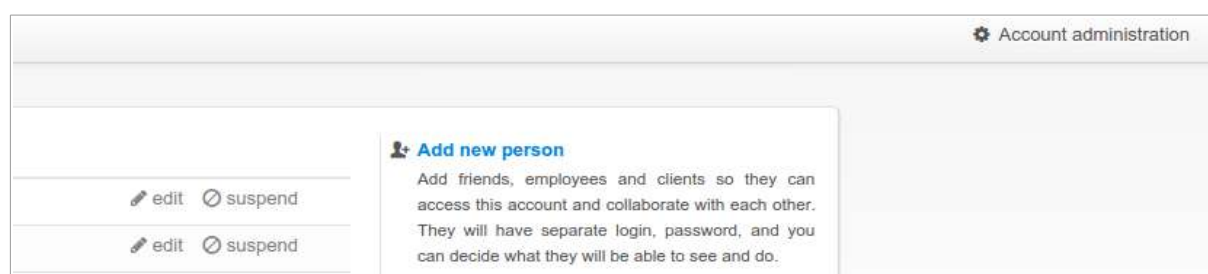 Account administration
Add new person
Add friends, employees and clients so they can
access this account and collaborate with each other.
They will have separate login, password, and you
can decide what they will be able to see and do.
edit suspend
edit suspend